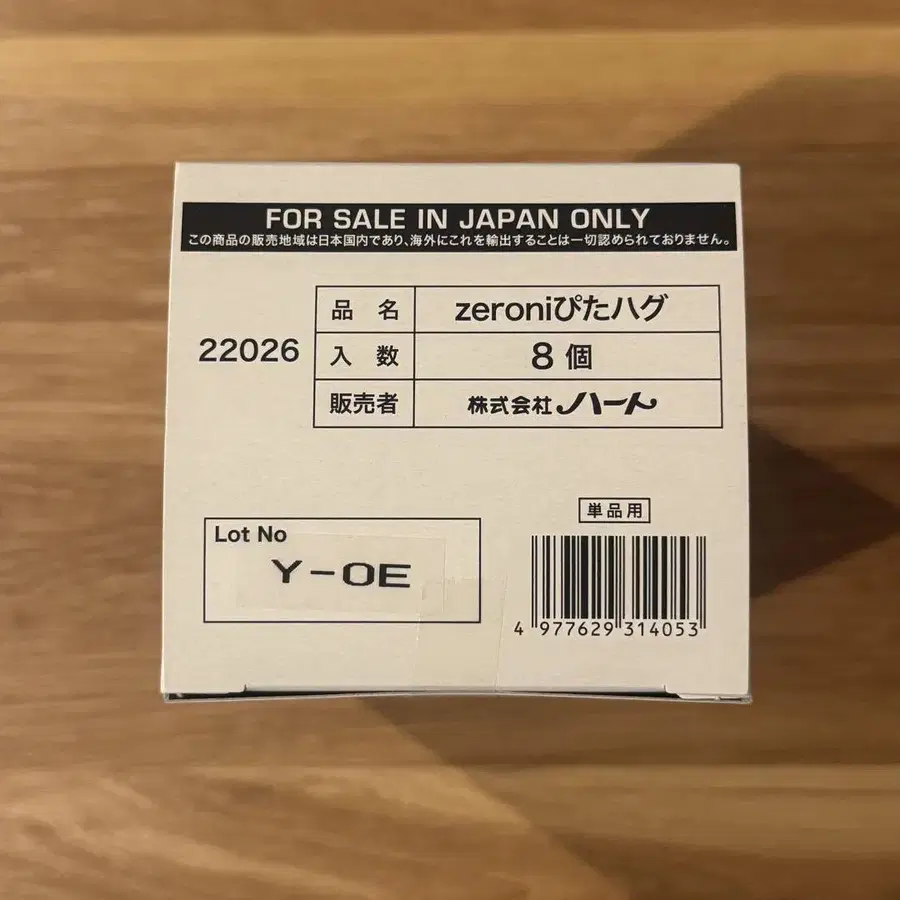 FOR SALE IN JAPAN ONLY
この商品の販売地域は日本国内であり、海外にこれを輸出することは一切認められておりません。
22026
品 名 zeroniぴたハグ
入 数 8 個
販売者 株式会社ハート
単品用
Lot No
Y-OE
4 977629 314053